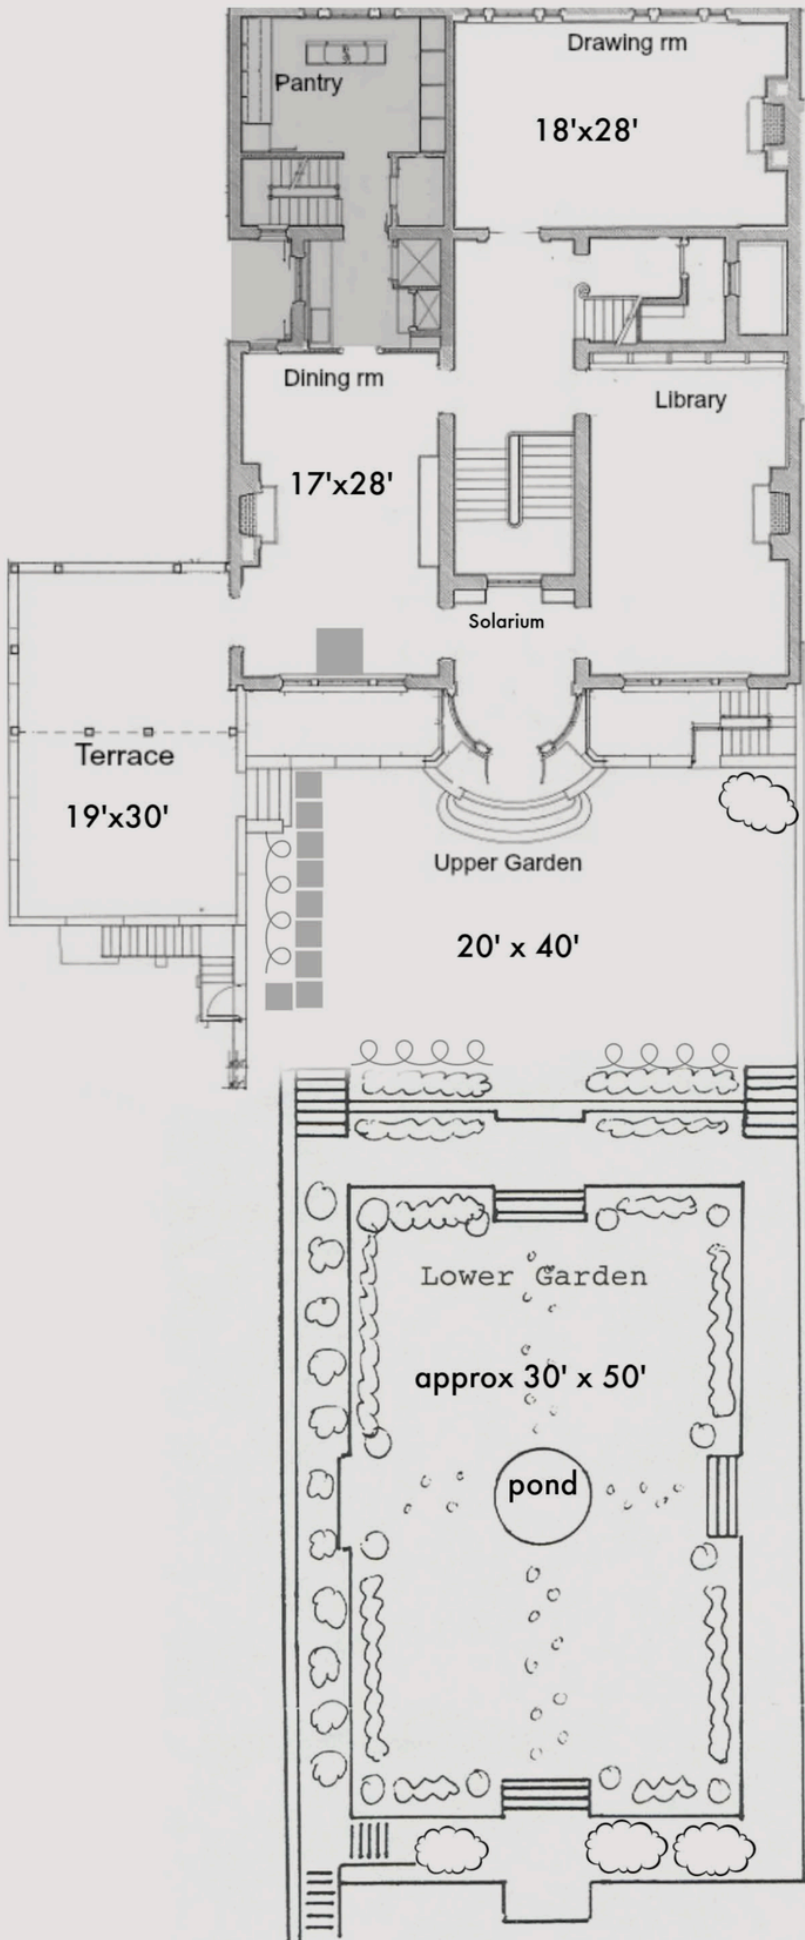 Drawing rm
Pantry
18'x28'
Dining rm
Library
17'x28'
Solarium
Terrace
19'x30'
Upper Garden
20' x 40'
Lower Garden
approx 30' x 50'
pond